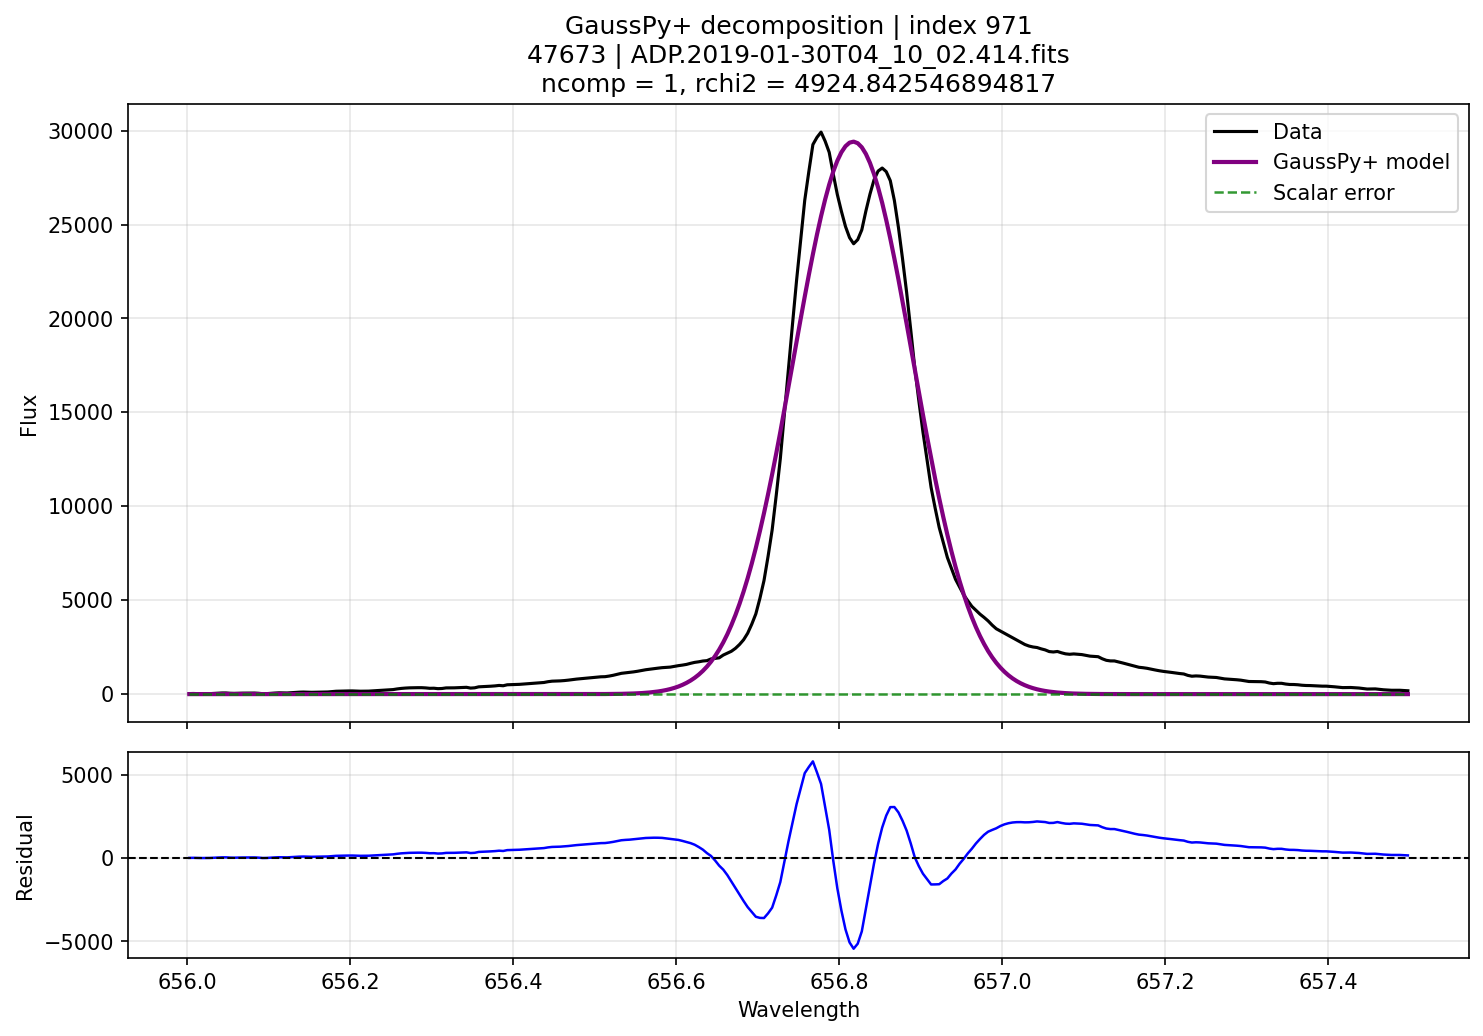 GaussPy+ decomposition | index 971
47673 | ADP.2019-01-30T04_10_02.414.fits
ncomp = 1, rchi2 = 4924.842546894817
Data
GaussPy+ model
Scalar error
30000
25000
20000
15000
10000
5000
0
Flux
5000
0
−5000
Residual
656.0 656.2 656.4 656.6 656.8 657.0 657.2 657.4
Wavelength